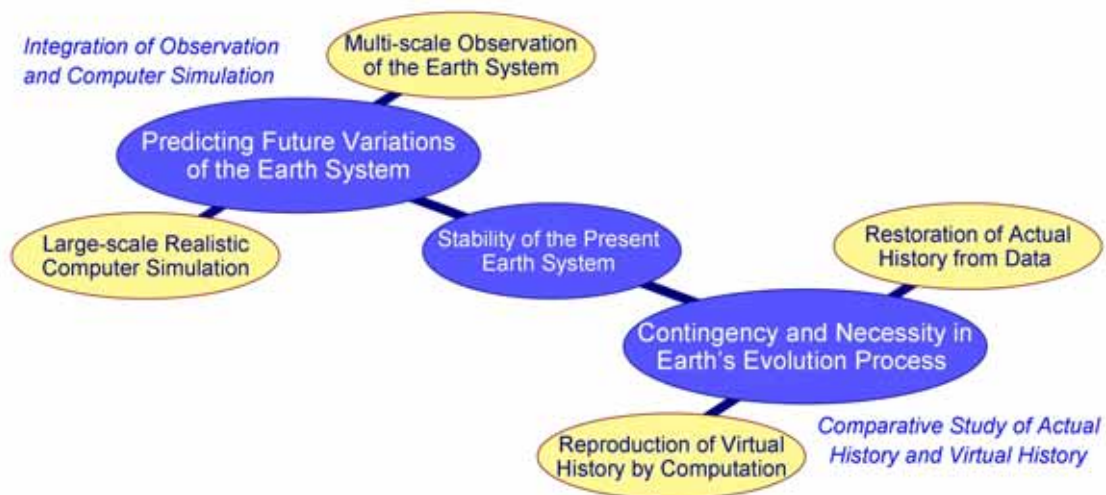 Integration of Observation
and Computer Simulation
Multi-scale Observation
of the Earth System
Predicting Future Variations
of the Earth System
Large-scale Realistic
Computer Simulation
Stability of the Present
Earth System
Restoration of Actual
History from Data
Contingency and Necessity in
Earth's Evolution Process
Reproduction of Virtual
History by Computation
Comparative Study of Actual
History and Virtual History